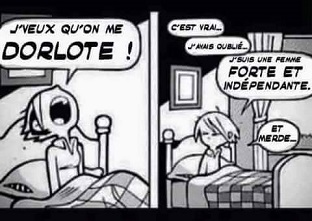 J'VEUX QU'ON ME
DORLOTE !
C'EST VRAI...
J'AVAIS OUBLIÉ...
J'SUIS UNE FEMME
FORTE ET
INDÉPENDANTE.
ET
MERDE...